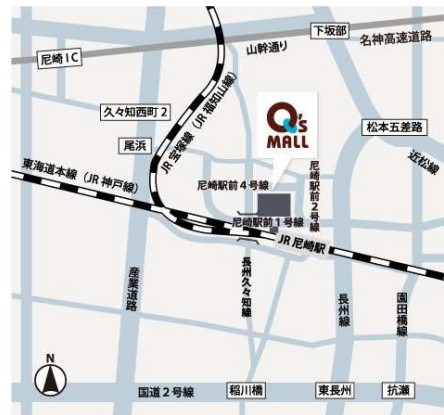 下坂部
名神高速道路
山幹通り
尼崎IC
久々知西町2
尾浜
JR宝塚線（JR福知山線）
Q's
MALL
松本五差路
近松線
東海道本線（JR神戸線）
尼崎駅前4号線
尼崎駅前2号線
尼崎駅前1号線
JR尼崎駅
産業道路
長州久々知線
長州線
園田橋線
N
国道2号線
稲川橋
東長州
抗瀬